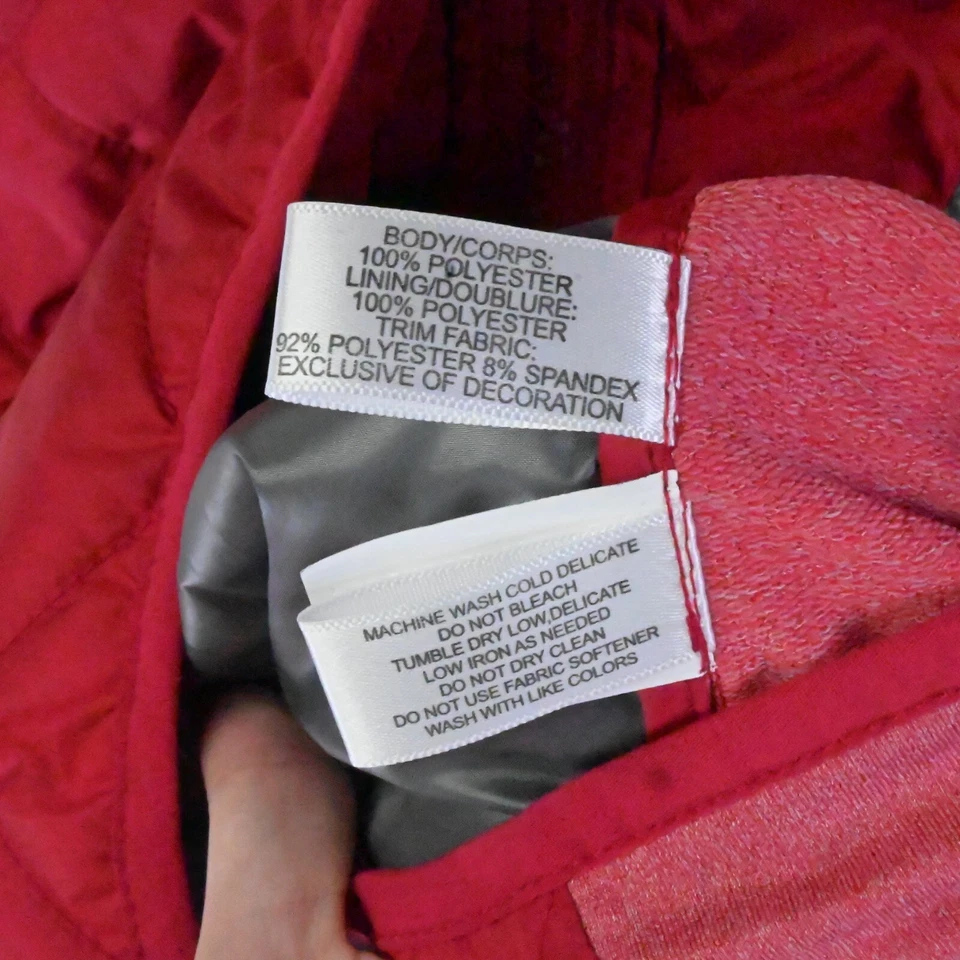 BODY/CORPS:
100% POLYESTER
LINING/DOUBLURE:
100% POLYESTER
TRIM FABRIC:
92% POLYESTER 8% SPANDEX
EXCLUSIVE OF DECORATION
MACHINE WASH COLD DELICATE
DO NOT BLEACH
TUMBLE DRY LOW,DELICATE
LOW IRON AS NEEDED
DO NOT DRY CLEAN
DO NOT USE FABRIC SOFTENER
WASH WITH LIKE COLORS